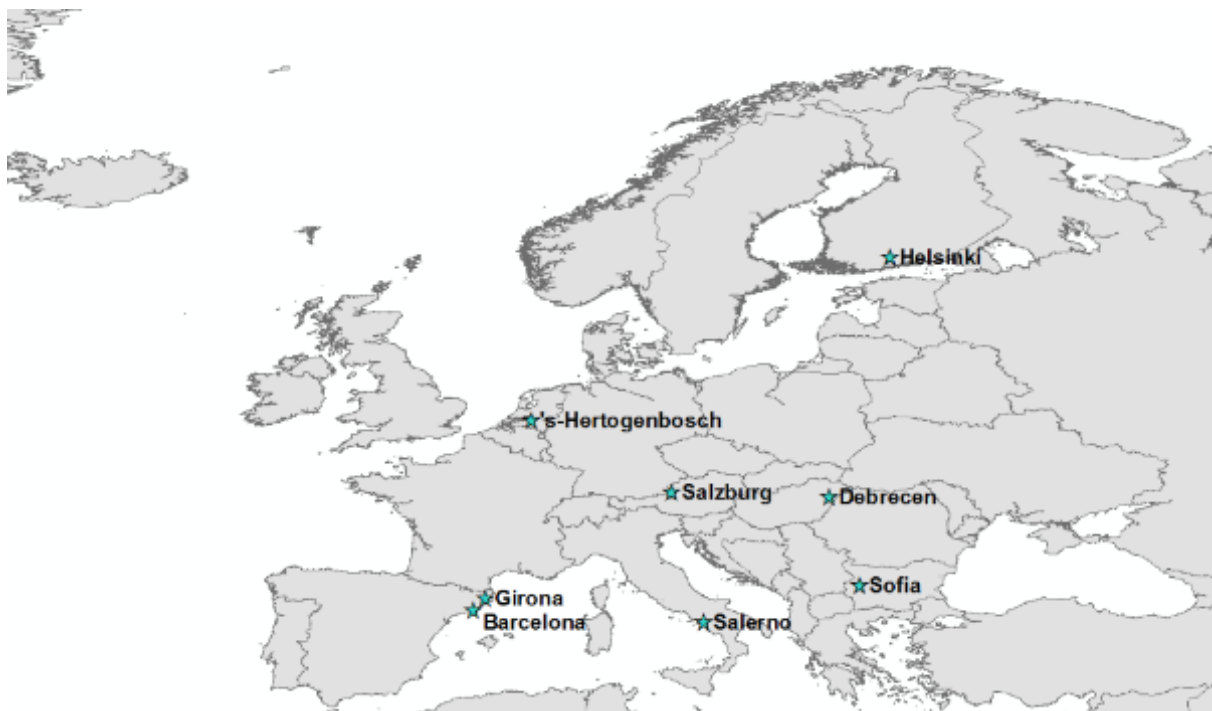 Helsinki
's-Hertogenbosch
Salzburg
Debrecen
Sofia
Girona
Barcelona
Salerno